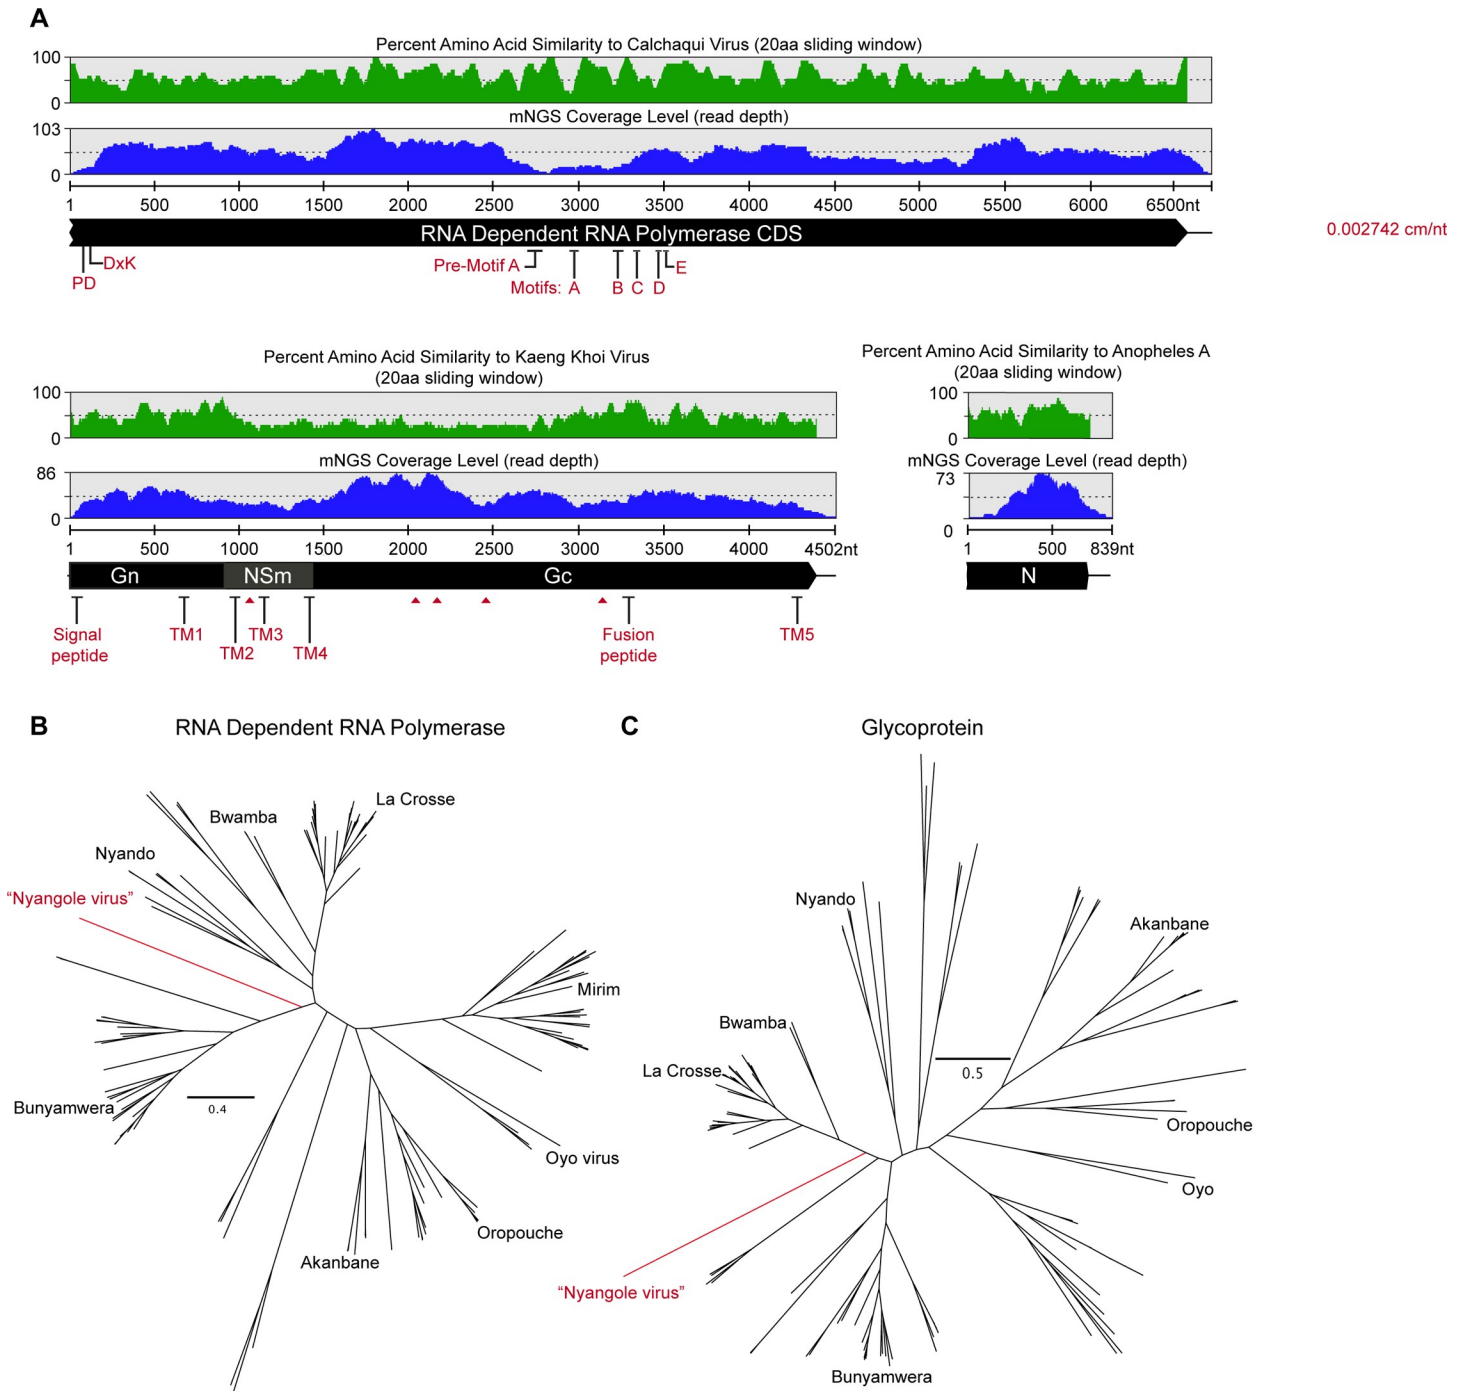 A
Percent Amino Acid Similarity to Calchaqui Virus (20aa sliding window)
100
0
mNGS Coverage Level (read depth)
103
0
1 500 1000 1500 2000 2500 3000 3500 4000 4500 5000 5500 6000 6500nt
RNA Dependent RNA Polymerase CDS
0.002742 cm/nt
PD
DxK
Pre-Motif A
Motifs: A B C D
E
Percent Amino Acid Similarity to Kaeng Khoi Virus
(20aa sliding window)
100
0
mNGS Coverage Level (read depth)
86
0
1 500 1000 1500 2000 2500 3000 3500 4000 4502nt
Gn NSm Gc
Signal
peptide
TM1
TM2
TM3
TM4
Fusion
peptide
TM5
Percent Amino Acid Similarity to Anopheles A
(20aa sliding window)
100
0
mNGS Coverage Level (read depth)
73
0
1 500 839nt
N
B
RNA Dependent RNA Polymerase
La Crosse
Bwamba
Nyando
“Nyangole virus”
Mirim
Bunyamwera
0.4
Oyo virus
Oropouche
Akanbane
C
Glycoprotein
Nyando
Akanbane
Bwamba
La Crosse
0.5
Oropouche
Oyo
“Nyangole virus”
Bunyamwera